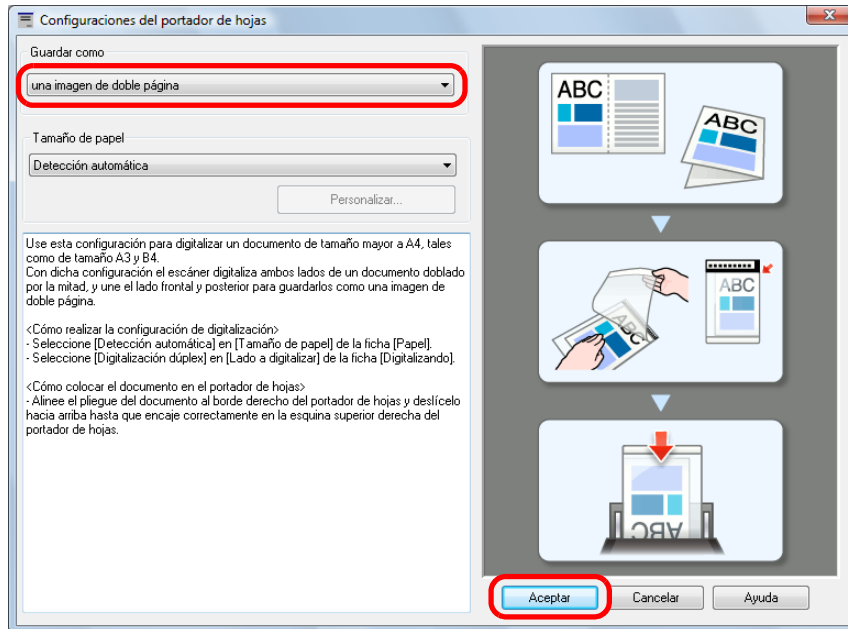 Configuraciones del portador de hojas
Guardar como
una imagen de doble página
Tamaño de papel
Detección automática
Personalizar...
Use esta configuración para digitalizar un documento de tamaño mayor a A4, tales
como de tamaño A3 y B4.
Con dicha configuración el escáner digitaliza ambos lados de un documento doblado
por la mitad, y une el lado frontal y posterior para guardarlos como una imagen de
doble página.
<Cómo realizar la configuración de digitalización>
- Seleccione [Detección automática] en [Tamaño de papel] de la ficha [Papel].
- Seleccione [Digitalización dúplex] en [Lado a digitalizar] de la ficha [Digitalizando].
<Cómo colocar el documento en el portador de hojas>
- Alinee el pliegue del documento al borde derecho del portador de hojas y deslícelo
hacia arriba hasta que encaje correctamente en la esquina superior derecha del
portador de hojas.
ABC
ABC
ABC
ABC
ABC
Aceptar
Cancelar
Ayuda